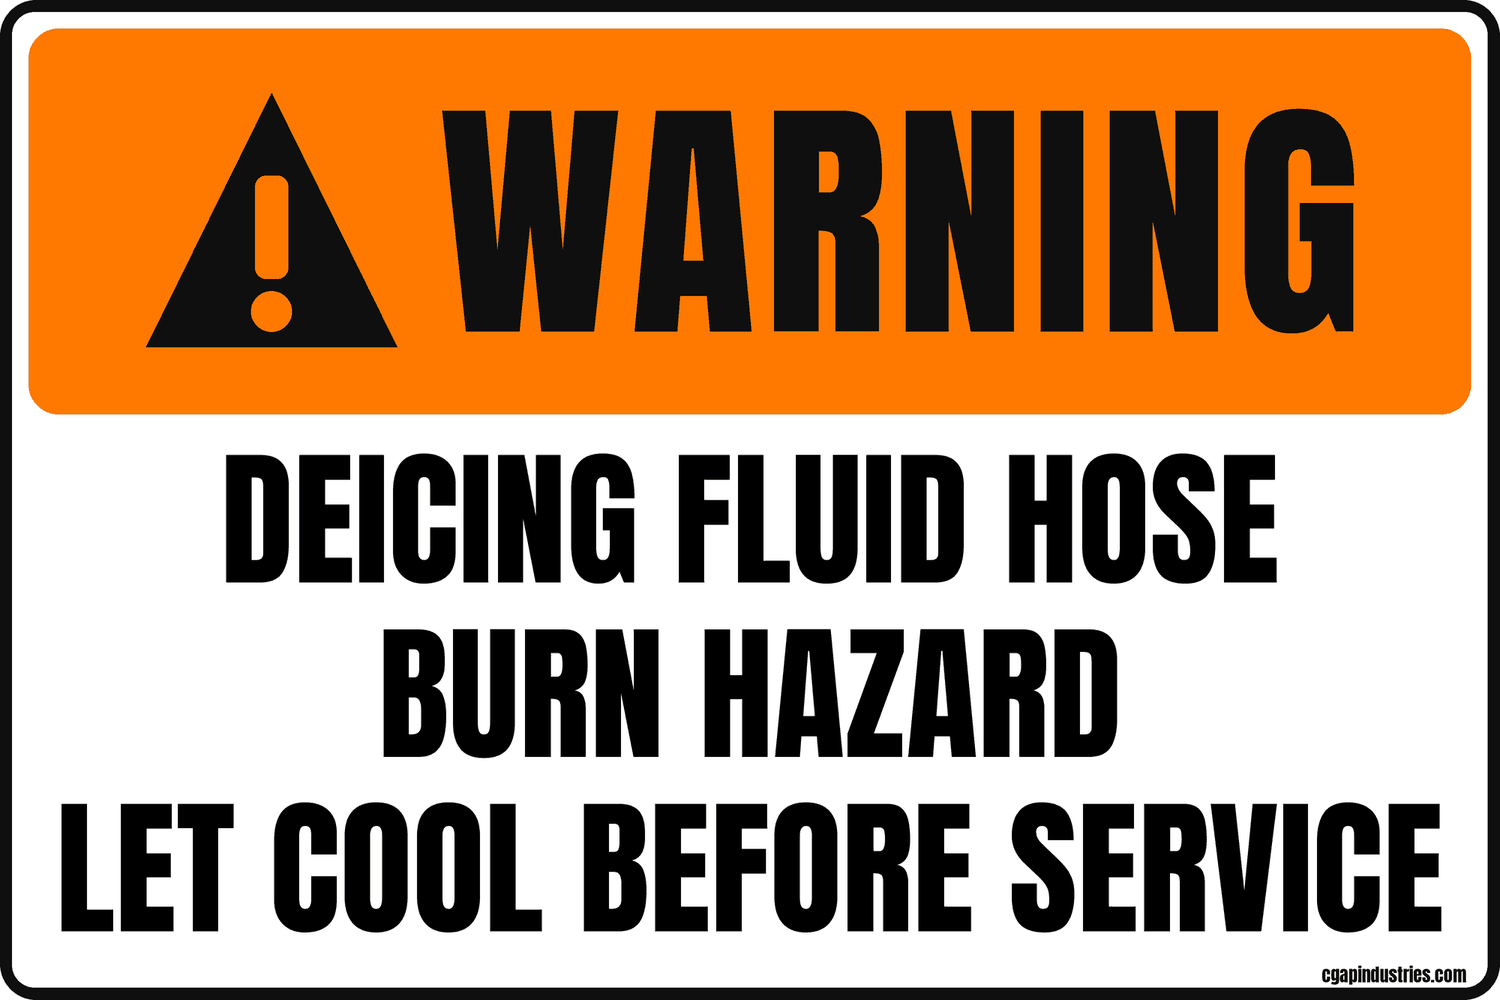 WARNING
DEICING FLUID HOSE
BURN HAZARD
LET COOL BEFORE SERVICE
cgapindustries.com